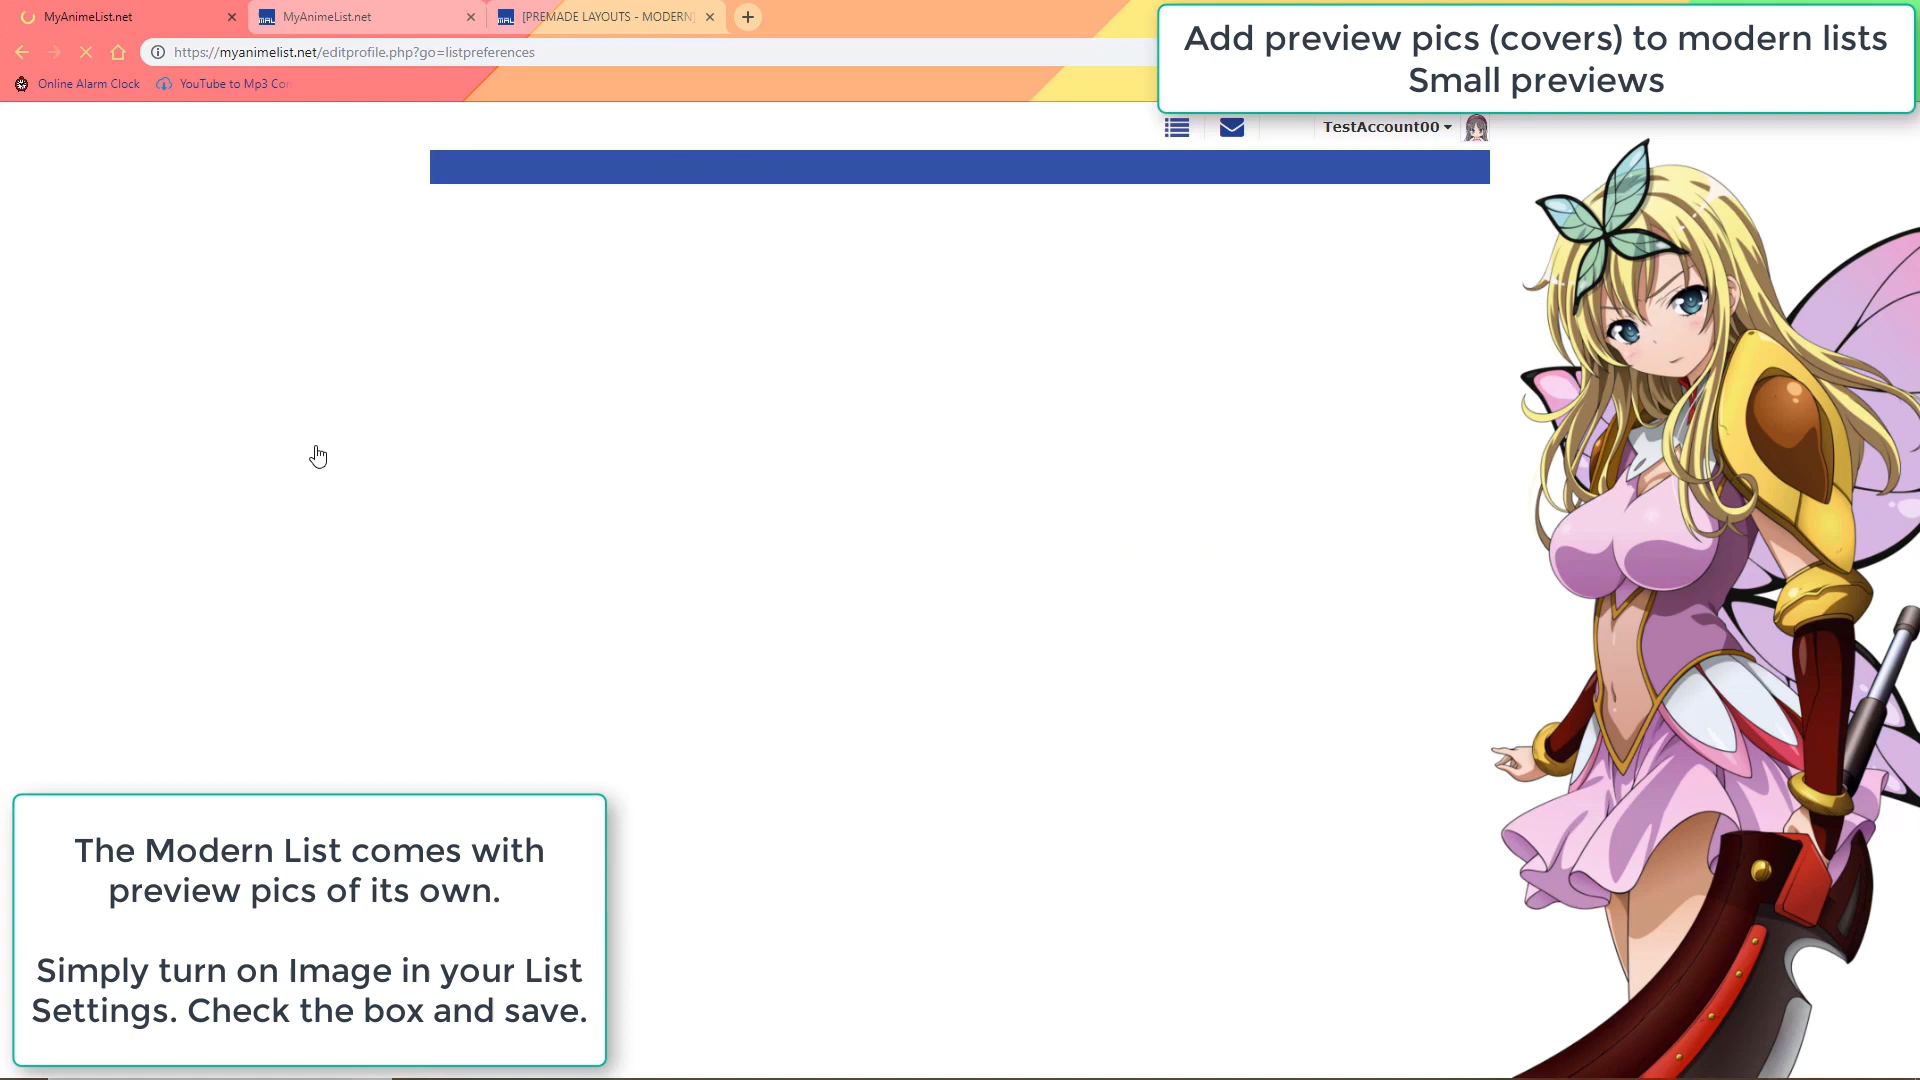 MyAnimeList.net
MyAnimeList.net
[PREMADE LAYOUTS - MODERN]
https://myanimelist.net/editprofile.php?go=listpreferences
Online Alarm Clock
YouTube to Mp3 Con
Add preview pics (covers) to modern lists
Small previews
TestAccount00
The Modern List comes with
preview pics of its own.
Simply turn on Image in your List
Settings. Check the box and save.